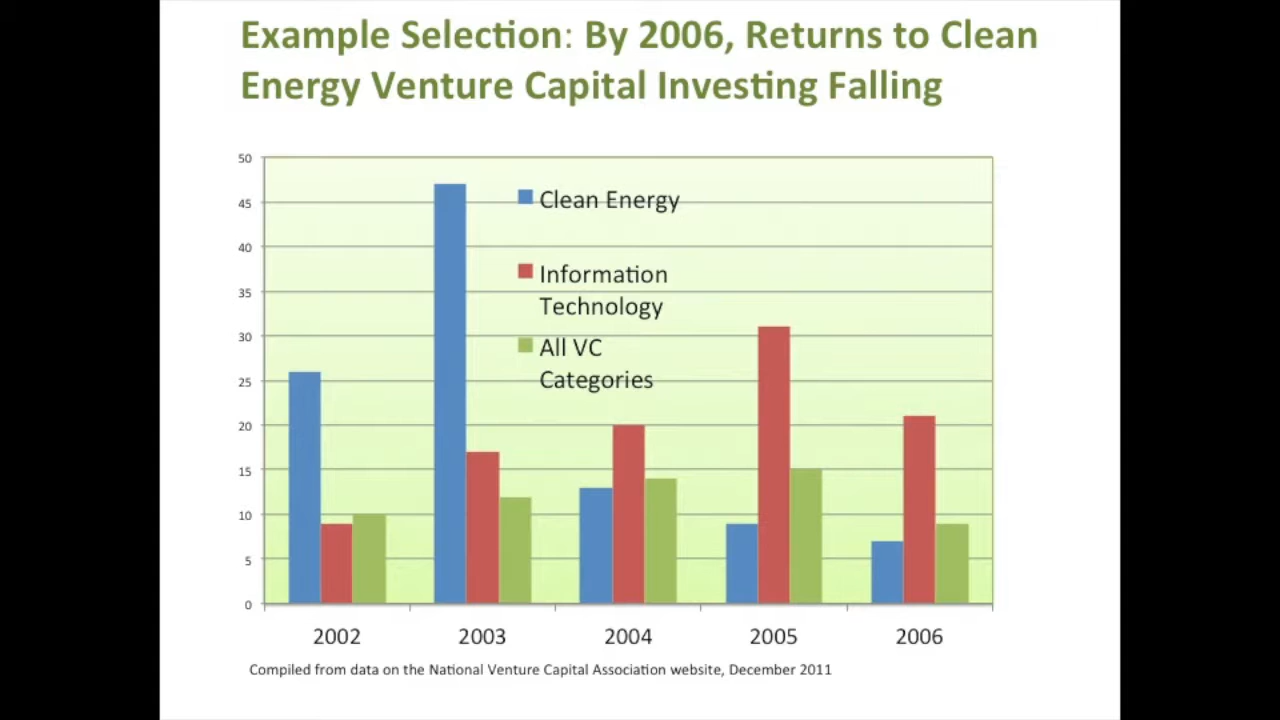 Example Selection: By 2006, Returns to Clean
Energy Venture Capital Investing Falling
50
45
40
35
30
25
20
15
10
5
0
Clean Energy
Information
Technology
All VC
Categories
2002 2003 2004 2005 2006
Compiled from data on the National Venture Capital Association website, December 2011